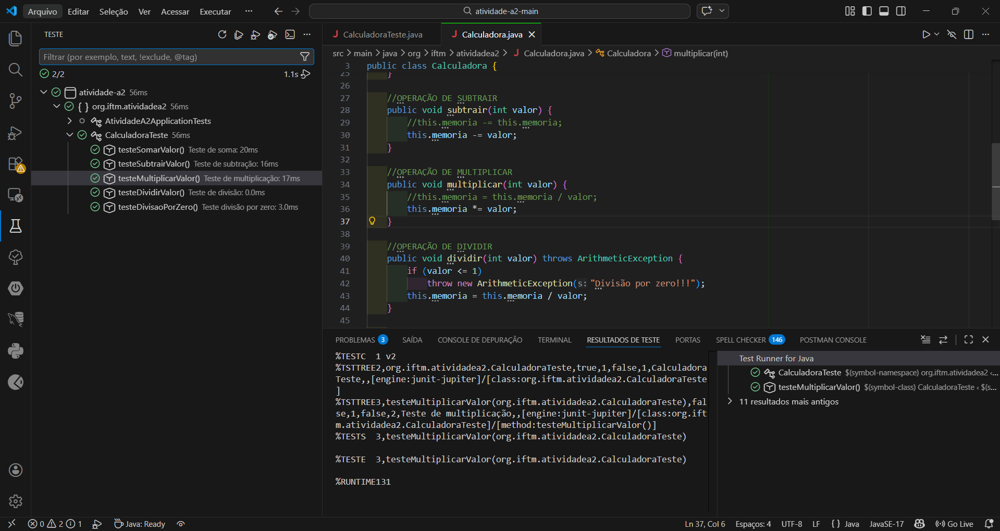 Arquivo Editar Seleção Ver Acessar Executar ··· atividade-a2-main
TESTE
Filtrar (por exemplo, text, !exclude, @tag)
2/2 1.1s
atividade-a2 56ms
{ } org.iftm.atividadea2 56ms
AtividadeA2ApplicationTests
CalculadoraTeste 56ms
testeSomarValor() Teste de soma: 20ms
testeSubtrairValor() Teste de subtração: 16ms
testeMultiplicarValor() Teste de multiplicação: 17ms
testeDividirValor() Teste de divisão: 0.0ms
testeDivisaoPorZero() Teste divisão por zero: 3.0ms
J CalculadoraTeste.java J Calculadora.java
src > main > java > org > iftm > atividadea2 > J Calculadora.java > Calculadora > multiplicar(int)
3 public class Calculadora {
25 }
26
27 //OPERAÇÃO DE SUBTRAIR
28 public void subtrair(int valor) {
29 //this.memoria -= this.memoria;
30 this.memoria -= valor;
31 }
32
33 //OPERAÇÃO DE MULTIPLICAR
34 public void multiplicar(int valor) {
35 //this.memoria = this.memoria / valor;
36 this.memoria *= valor;
37 }
38
39 //OPERAÇÃO DE DIVIDIR
40 public void dividir(int valor) throws ArithmeticException {
41 if (valor <= 1)
42 throw new ArithmeticException(s: "Divisão por zero!!!");
43 this.memoria = this.memoria / valor;
44 }
45
PROBLEMAS 3 SAÍDA CONSOLE DE DEPURAÇÃO TERMINAL RESULTADOS DE TESTE PORTAS SPELL CHECKER 146 POSTMAN CONSOLE
%TESTC 1 v2
%TSTTREE2,org.iftm.atividadea2.CalculadoraTeste,true,1,false,1,Calculadora
Teste,,[engine:junit-jupiter]/[class:org.iftm.atividadea2.CalculadoraTeste
]
%TSTTREE3,testeMultiplicarValor(org.iftm.atividadea2.CalculadoraTeste),fal
se,1,false,2,Teste de multiplicação,,[engine:junit-jupiter]/[class:org.ift
m.atividadea2.CalculadoraTeste]/[method:testeMultiplicarValor()]
%TESTS 3,testeMultiplicarValor(org.iftm.atividadea2.CalculadoraTeste)
%TESTE 3,testeMultiplicarValor(org.iftm.atividadea2.CalculadoraTeste)
%RUNTIME131
Test Runner for Java
CalculadoraTeste $(symbol-namespace) org.iftm.atividadea2 ‹...
testeMultiplicarValor() $(symbol-class) CalculadoraTeste ‹ $(s...
11 resultados mais antigos
0 2 1 Java: Ready Ln 37, Col 6 Espaços: 4 UTF-8 LF { } Java JavaSE-17 Go Live